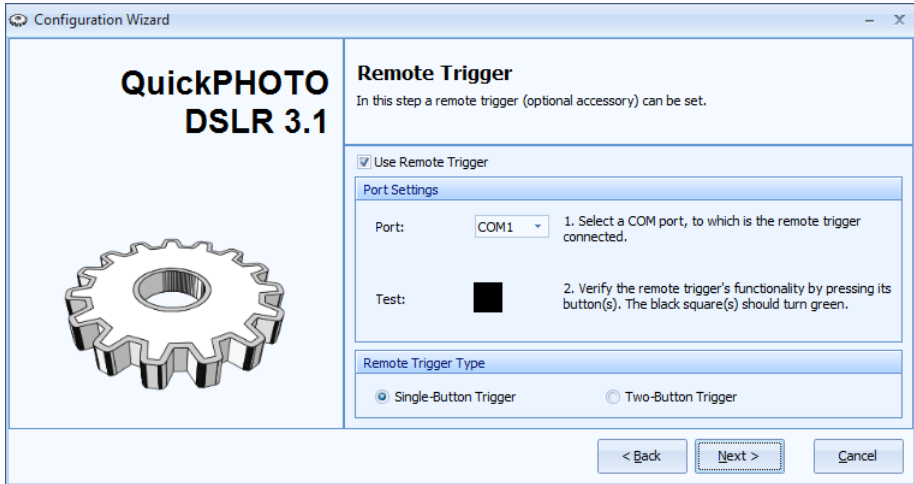 Configuration Wizard
QuickPHOTO
DSLR 3.1
Remote Trigger
In this step a remote trigger (optional accessory) can be set.
Use Remote Trigger
Port Settings
Port:
COM1
1. Select a COM port, to which is the remote trigger
connected.
Test:
2. Verify the remote trigger's functionality by pressing its
button(s). The black square(s) should turn green.
Remote Trigger Type
Single-Button Trigger
Two-Button Trigger
< Back
Next >
Cancel